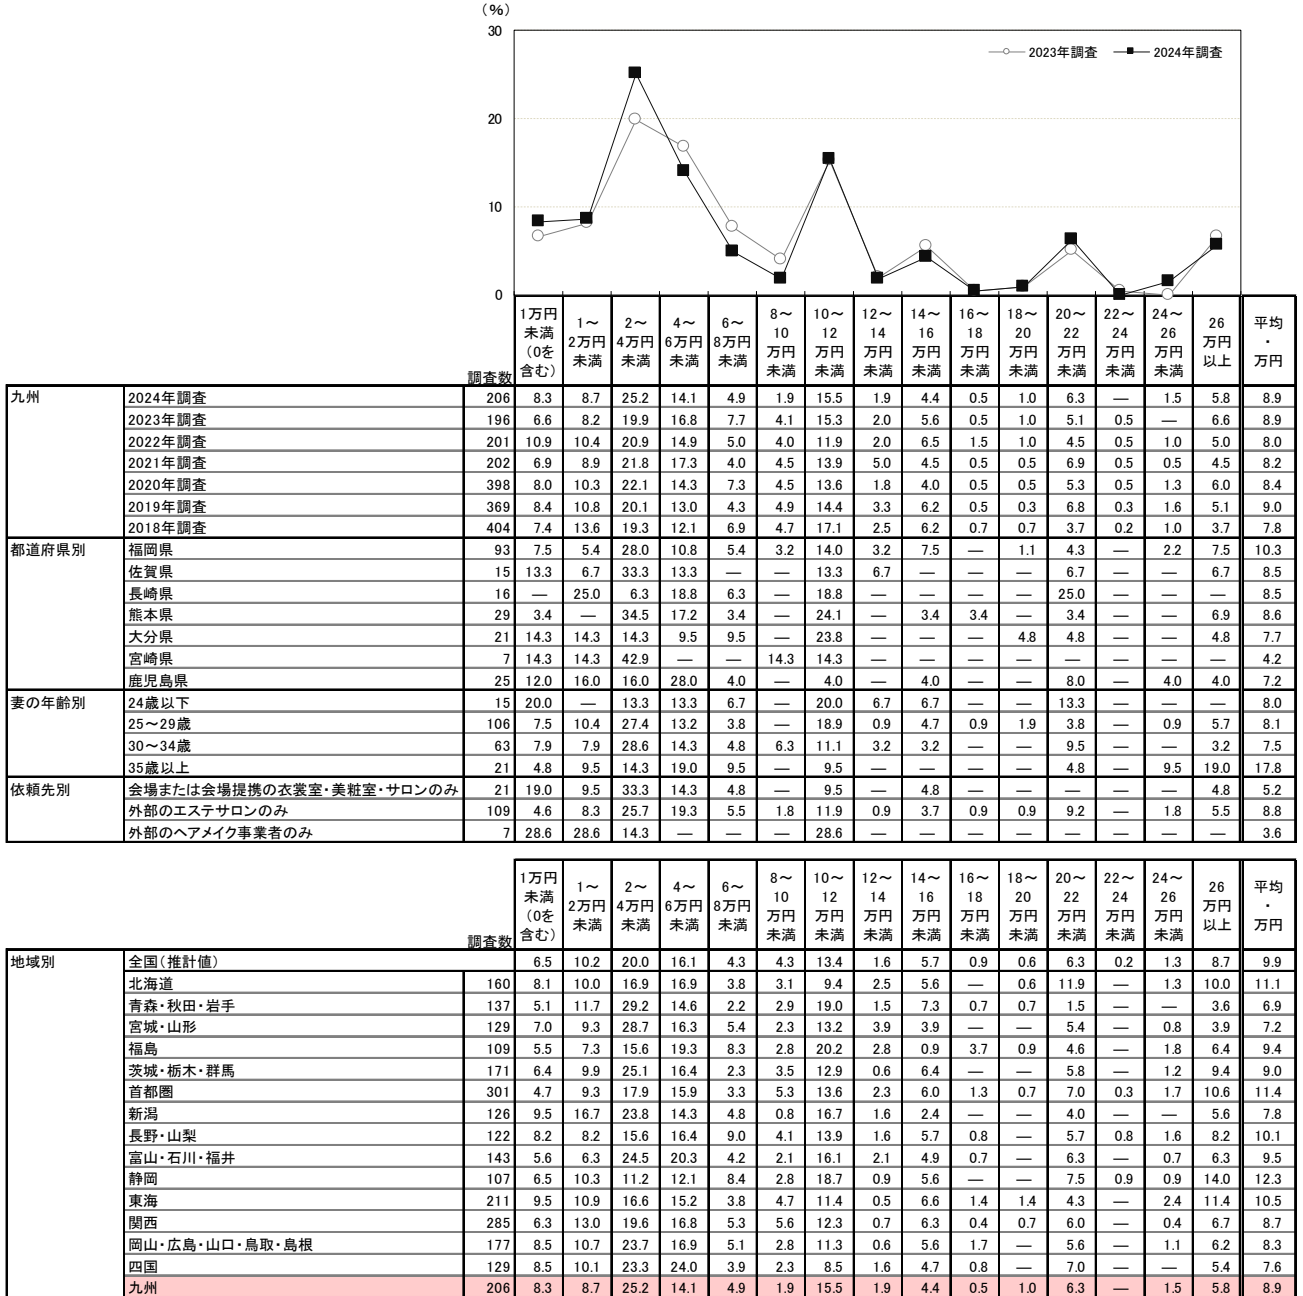 (%)
30
20
10
0
2023年調査 2024年調査
調査数 1万円未満(0を含む) 1～2万円未満 2～4万円未満 4～6万円未満 6～8万円未満 8～10万円未満 10～12万円未満 12～14万円未満 14～16万円未満 16～18万円未満 18～20万円未満 20～22万円未満 22～24万円未満 24～26万円未満 26万円以上 平均・万円
九州 2024年調査 206 8.3 8.7 25.2 14.1 4.9 1.9 15.5 1.9 4.4 0.5 1.0 6.3 — 1.5 5.8 8.9
2023年調査 196 6.6 8.2 19.9 16.8 7.7 4.1 15.3 2.0 5.6 0.5 1.0 5.1 0.5 — 6.6 8.9
2022年調査 201 10.9 10.4 20.9 14.9 5.0 4.0 11.9 2.0 6.5 1.5 1.0 4.5 0.5 1.0 5.0 8.0
2021年調査 202 6.9 8.9 21.8 17.3 4.0 4.5 13.9 5.0 4.5 0.5 0.5 6.9 0.5 0.5 4.5 8.2
2020年調査 398 8.0 10.3 22.1 14.3 7.3 4.5 13.6 1.8 4.0 0.5 0.5 5.3 0.5 1.3 6.0 8.4
2019年調査 369 8.4 10.8 20.1 13.0 4.3 4.9 14.4 3.3 6.2 0.5 0.3 6.8 0.3 1.6 5.1 9.0
2018年調査 404 7.4 13.6 19.3 12.1 6.9 4.7 17.1 2.5 6.2 0.7 0.7 3.7 0.2 1.0 3.7 7.8
都道府県別 福岡県 93 7.5 5.4 28.0 10.8 5.4 3.2 14.0 3.2 7.5 — 1.1 4.3 — 2.2 7.5 10.3
佐賀県 15 13.3 6.7 33.3 13.3 — — 13.3 6.7 — — — 6.7 — — 6.7 8.5
長崎県 16 — 25.0 6.3 18.8 6.3 — 18.8 — — — — 25.0 — — — 8.5
熊本県 29 3.4 — 34.5 17.2 3.4 — 24.1 — 3.4 3.4 — 3.4 — — 6.9 8.6
大分県 21 14.3 14.3 14.3 9.5 9.5 — 23.8 — — — 4.8 4.8 — — 4.8 7.7
宮崎県 7 14.3 14.3 42.9 — — 14.3 14.3 — — — — — — — — 4.2
鹿児島県 25 12.0 16.0 16.0 28.0 4.0 — 4.0 — 4.0 — — 8.0 — 4.0 4.0 7.2
妻の年齢別 24歳以下 15 20.0 — 13.3 13.3 6.7 — 20.0 6.7 6.7 — — 13.3 — — — 8.0
25～29歳 106 7.5 10.4 27.4 13.2 3.8 — 18.9 0.9 4.7 0.9 1.9 3.8 — 0.9 5.7 8.1
30～34歳 63 7.9 7.9 28.6 14.3 4.8 6.3 11.1 3.2 3.2 — — 9.5 — — 3.2 7.5
35歳以上 21 4.8 9.5 14.3 19.0 9.5 — 9.5 — — — — 4.8 — 9.5 19.0 17.8
依頼先別 会場または会場提携の衣裳室・美粧室・サロンのみ 21 19.0 9.5 33.3 14.3 4.8 — 9.5 — 4.8 — — — — — 4.8 5.2
外部のエステサロンのみ 109 4.6 8.3 25.7 19.3 5.5 1.8 11.9 0.9 3.7 0.9 0.9 9.2 — 1.8 5.5 8.8
外部のヘアメイク事業者のみ 7 28.6 28.6 14.3 — — — 28.6 — — — — — — — — 3.6
調査数 1万円未満(0を含む) 1～2万円未満 2～4万円未満 4～6万円未満 6～8万円未満 8～10万円未満 10～12万円未満 12～14万円未満 14～16万円未満 16～18万円未満 18～20万円未満 20～22万円未満 22～24万円未満 24～26万円未満 26万円以上 平均・万円
地域別 全国(推計値) 6.5 10.2 20.0 16.1 4.3 4.3 13.4 1.6 5.7 0.9 0.6 6.3 0.2 1.3 8.7 9.9
北海道 160 8.1 10.0 16.9 16.9 3.8 3.1 9.4 2.5 5.6 — 0.6 11.9 — 1.3 10.0 11.1
青森・秋田・岩手 137 5.1 11.7 29.2 14.6 2.2 2.9 19.0 1.5 7.3 0.7 0.7 1.5 — — 3.6 6.9
宮城・山形 129 7.0 9.3 28.7 16.3 5.4 2.3 13.2 3.9 3.9 — — 5.4 — 0.8 3.9 7.2
福島 109 5.5 7.3 15.6 19.3 8.3 2.8 20.2 2.8 0.9 3.7 0.9 4.6 — 1.8 6.4 9.4
茨城・栃木・群馬 171 6.4 9.9 25.1 16.4 2.3 3.5 12.9 0.6 6.4 — — 5.8 — 1.2 9.4 9.0
首都圏 301 4.7 9.3 17.9 15.9 3.3 5.3 13.6 2.3 6.0 1.3 0.7 7.0 0.3 1.7 10.6 11.4
新潟 126 9.5 16.7 23.8 14.3 4.8 0.8 16.7 1.6 2.4 — — 4.0 — — 5.6 7.8
長野・山梨 122 8.2 8.2 15.6 16.4 9.0 4.1 13.9 1.6 5.7 0.8 — 5.7 0.8 1.6 8.2 10.1
富山・石川・福井 143 5.6 6.3 24.5 20.3 4.2 2.1 16.1 2.1 4.9 0.7 — 6.3 — 0.7 6.3 9.5
静岡 107 6.5 10.3 11.2 12.1 8.4 2.8 18.7 0.9 5.6 — — 7.5 0.9 0.9 14.0 12.3
東海 211 9.5 10.9 16.6 15.2 3.8 4.7 11.4 0.5 6.6 1.4 1.4 4.3 — 2.4 11.4 10.5
関西 285 6.3 13.0 19.6 16.8 5.3 5.6 12.3 0.7 6.3 0.4 0.7 6.0 — 0.4 6.7 8.7
岡山・広島・山口・鳥取・島根 177 8.5 10.7 23.7 16.9 5.1 2.8 11.3 0.6 5.6 1.7 — 5.6 — 1.1 6.2 8.3
四国 129 8.5 10.1 23.3 24.0 3.9 2.3 8.5 1.6 4.7 0.8 — 7.0 — — 5.4 7.6
九州 206 8.3 8.7 25.2 14.1 4.9 1.9 15.5 1.9 4.4 0.5 1.0 6.3 — 1.5 5.8 8.9